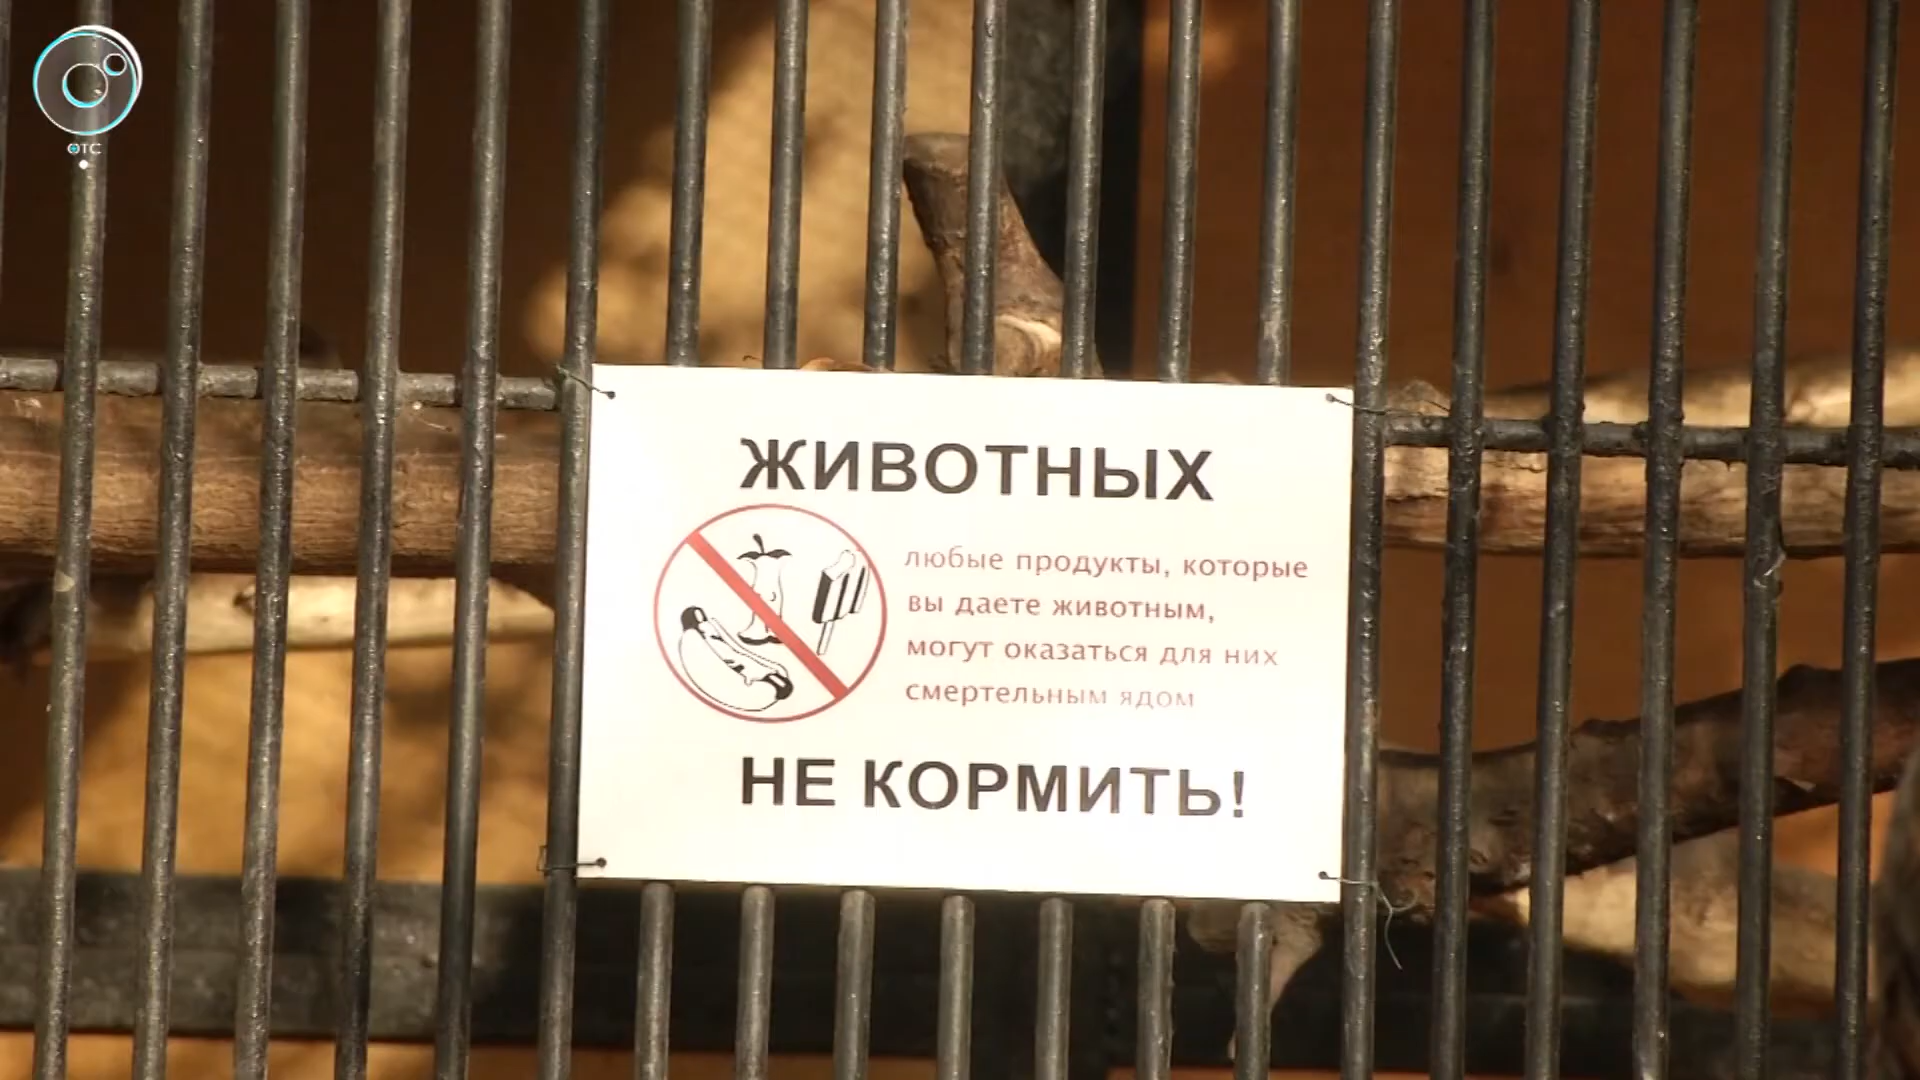 ОТС
ЖИВОТНЫХ
любые продукты, которые
вы даете животным,
могут оказаться для них
смертельным ядом
НЕ КОРМИТЬ!